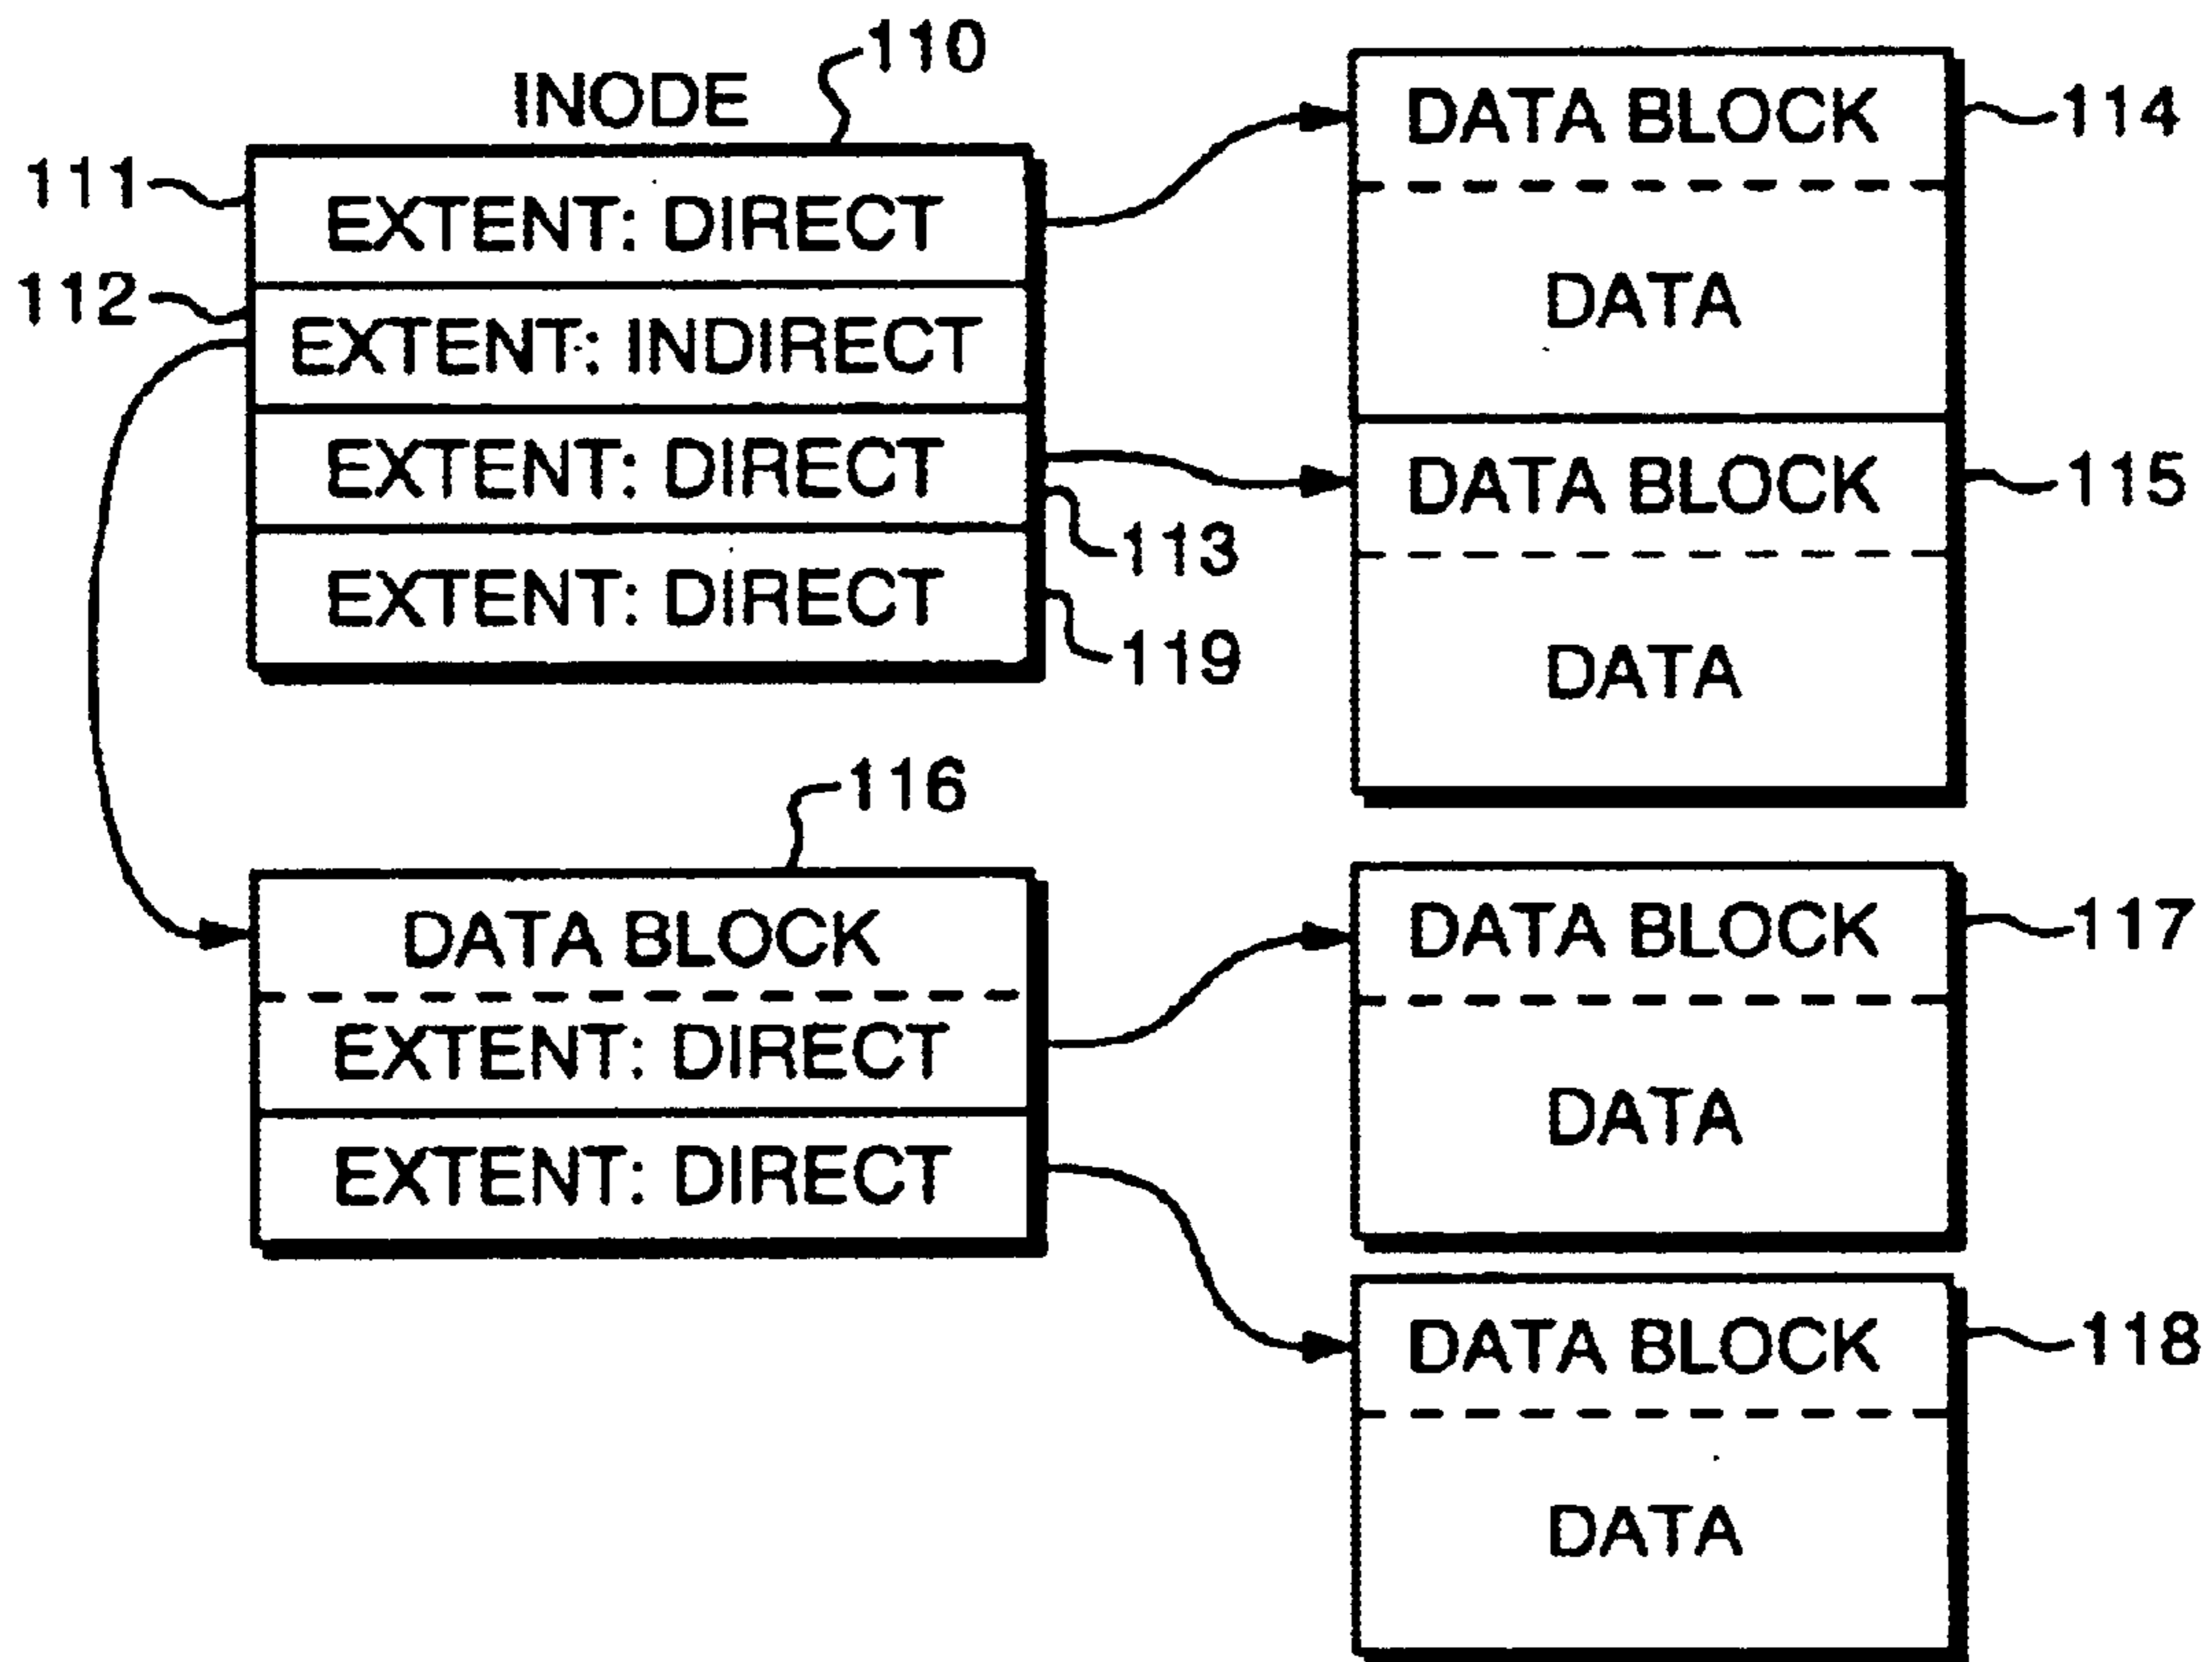 110
INODE
111
EXTENT: DIRECT
112
EXTENT: INDIRECT
EXTENT: DIRECT
113
EXTENT: DIRECT
119
DATA BLOCK
114
DATA
DATA BLOCK
115
DATA
116
DATA BLOCK
EXTENT: DIRECT
EXTENT: DIRECT
DATA BLOCK
117
DATA
DATA BLOCK
118
DATA